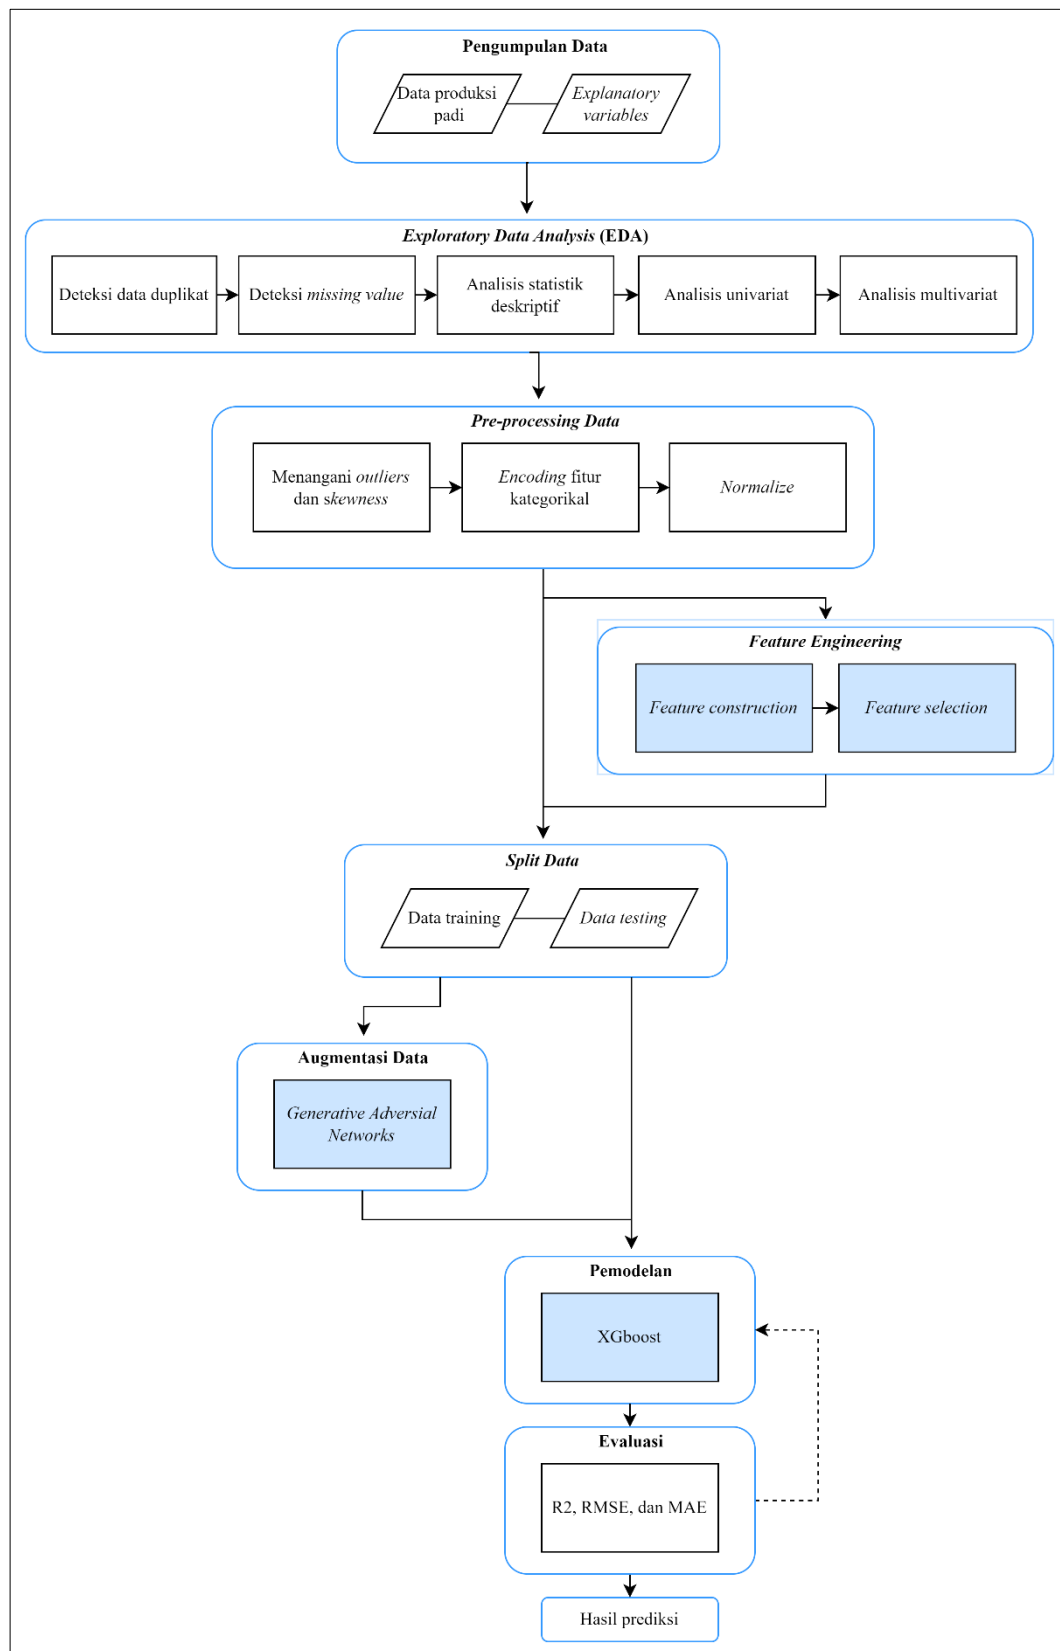 Pengumpulan Data
Data produksi
padi
Explanatory
variables
Exploratory Data Analysis (EDA)
Deteksi data duplikat
Deteksi missing value
Analisis statistik
deskriptif
Analisis univariat
Analisis multivariat
Pre-processing Data
Menangani outliers
dan skewness
Encoding fitur
kategorikal
Normalize
Feature Engineering
Feature construction
Feature selection
Split Data
Data training
Data testing
Augmentasi Data
Generative Adversial
Networks
Pemodelan
XGboost
Evaluasi
R2, RMSE, dan MAE
Hasil prediksi